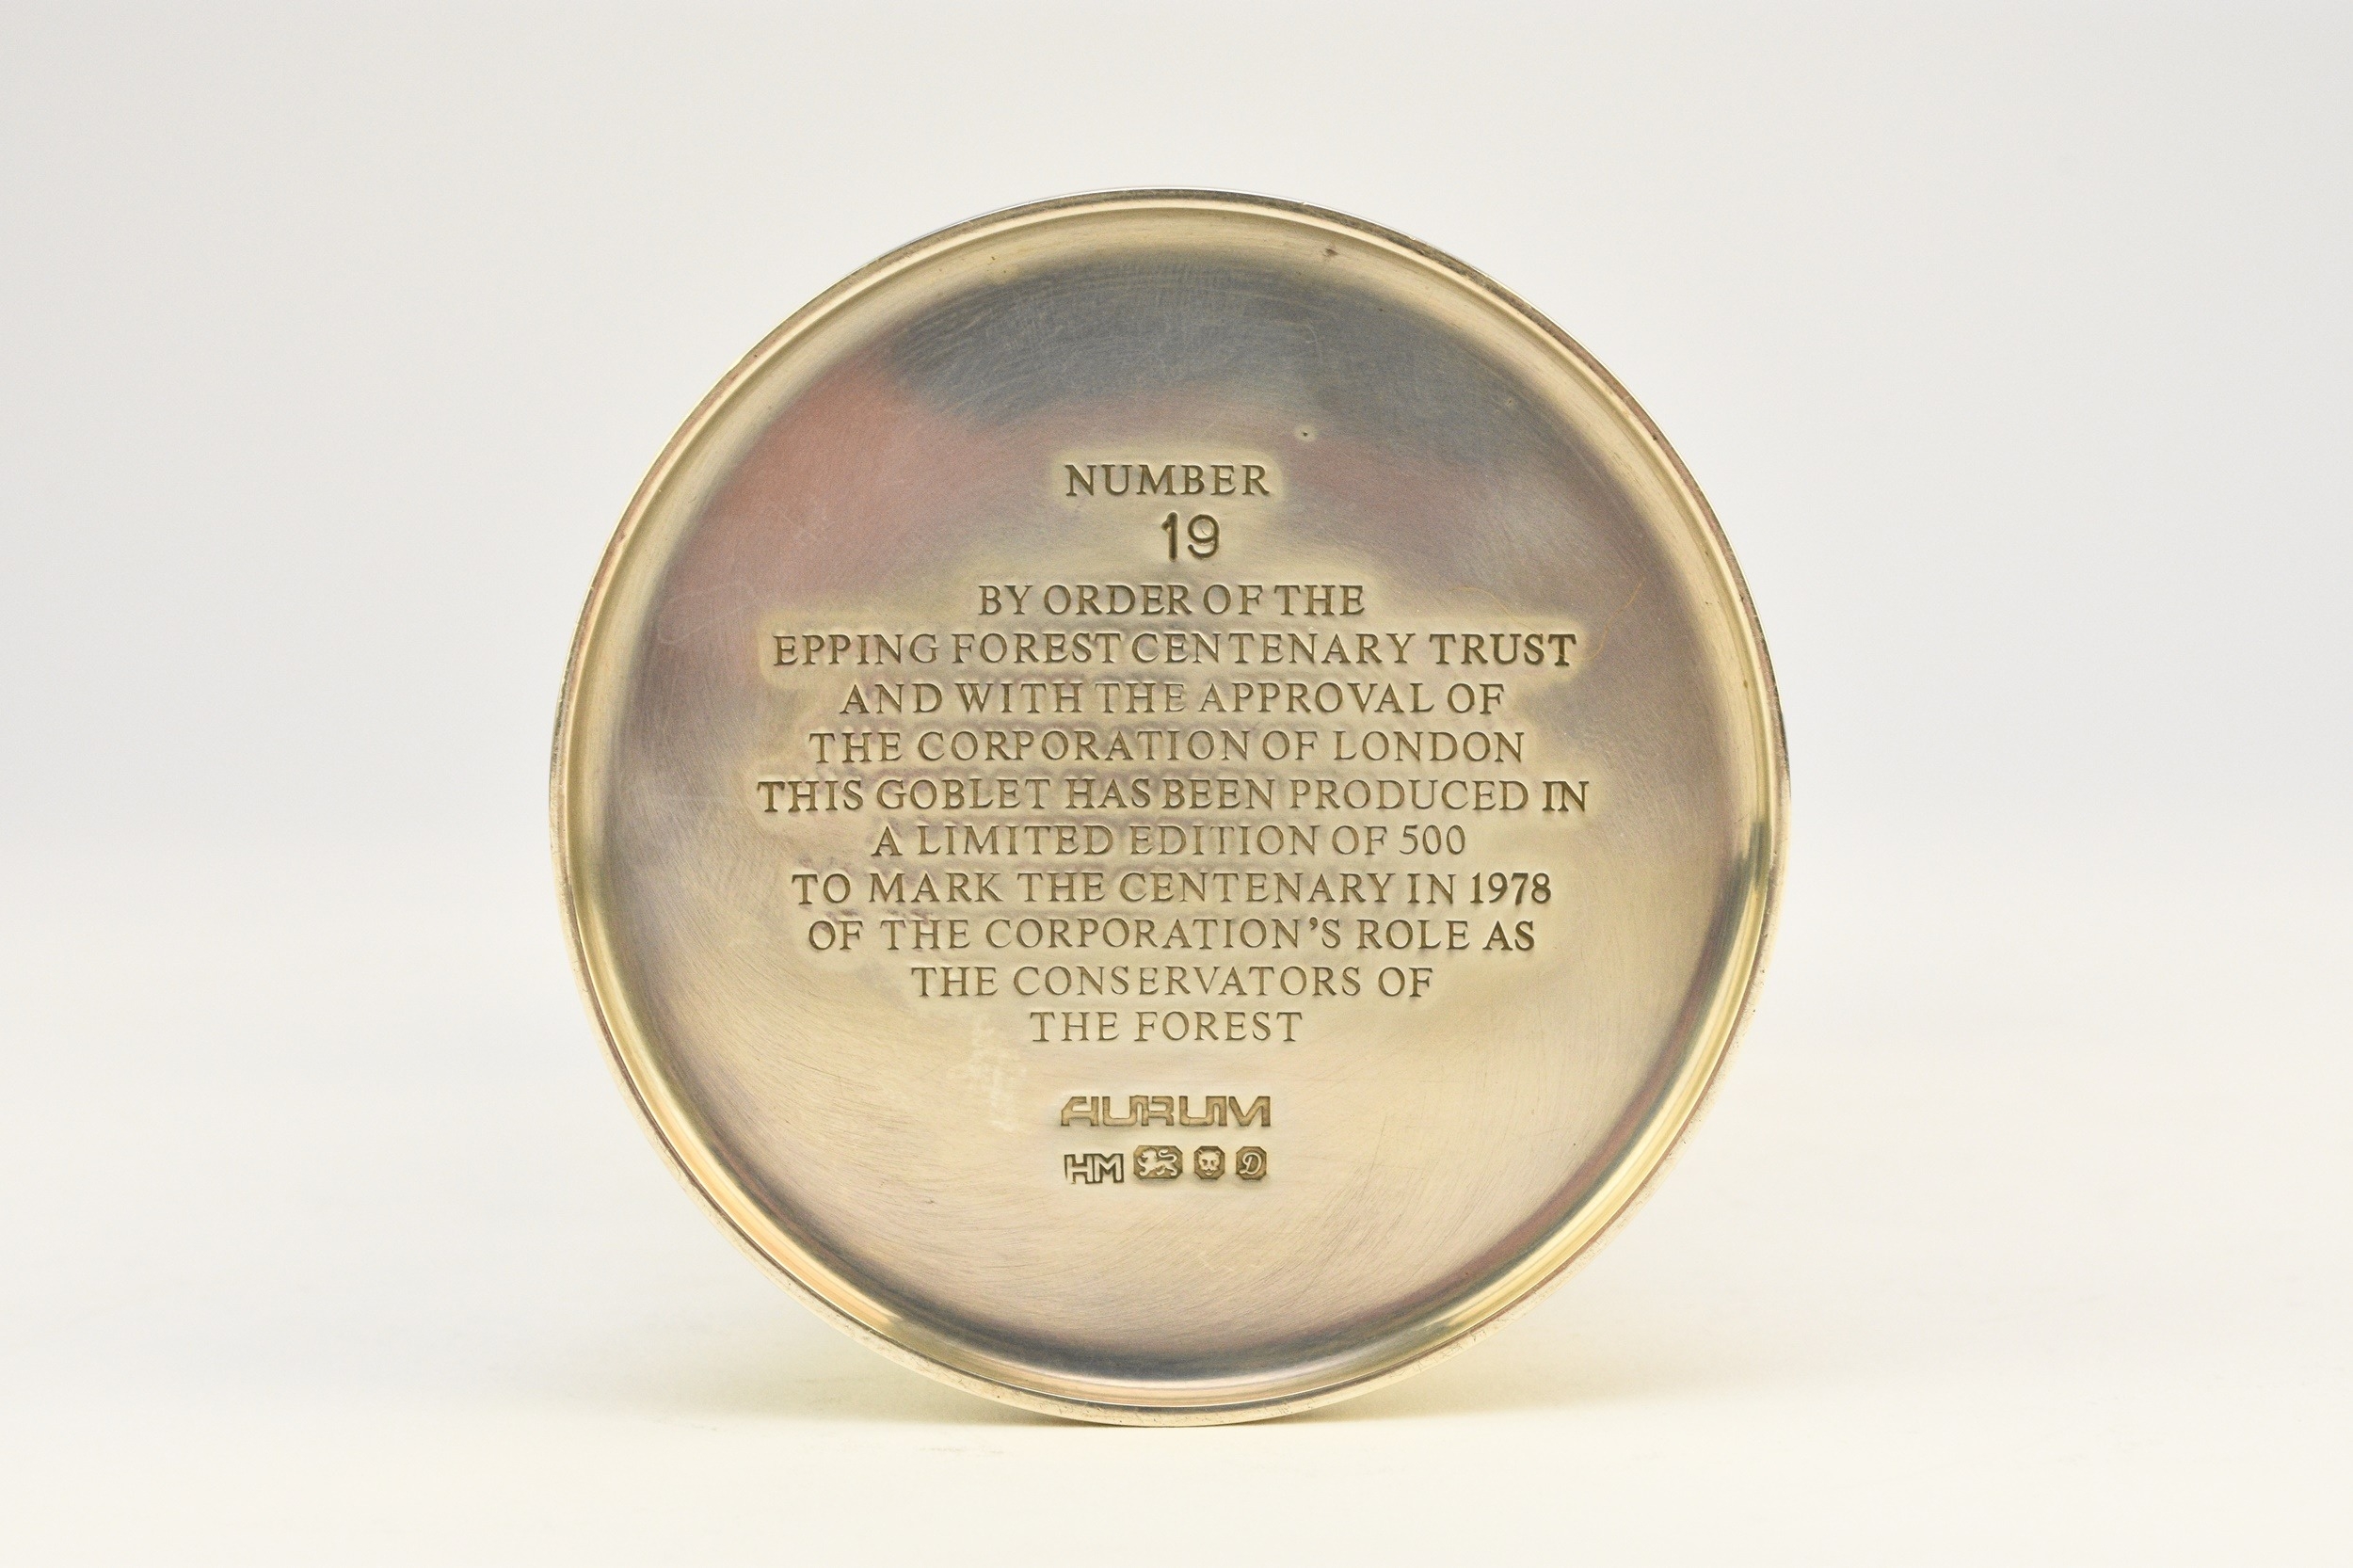 NUMBER
19
BY ORDER OF THE
EPPING FOREST CENTENARY TRUST
AND WITH THE APPROVAL OF
THE CORPORATION OF LONDON
THIS GOBLET HAS BEEN PRODUCED IN
A LIMITED EDITION OF 500
TO MARK THE CENTENARY IN 1978
OF THE CORPORATION'S ROLE AS
THE CONSERVATORS OF
THE FOREST
AURUM
HM D